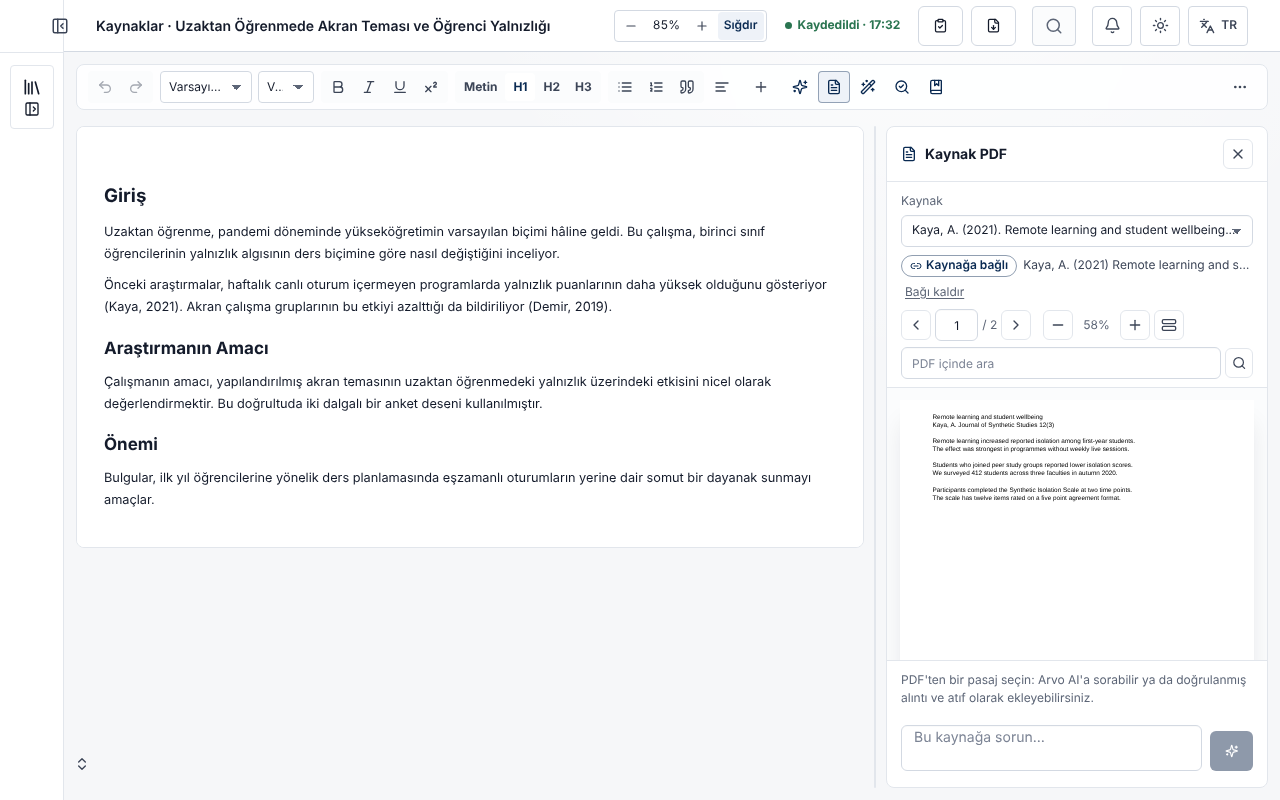 Kaynaklar · Uzaktan Öğrenmede Akran Teması ve Öğrenci Yalnızlığı
85%
Sığdır
Kaydedildi · 17:32
TR
Varsayı...
V...
B I U x²
Metin H1 H2 H3
Giriş
Uzaktan öğrenme, pandemi döneminde yükseköğretimin varsayılan biçimi hâline geldi. Bu çalışma, birinci sınıf
öğrencilerinin yalnızlık algısının ders biçimine göre nasıl değiştiğini inceliyor.
Önceki araştırmalar, haftalık canlı oturum içermeyen programlarda yalnızlık puanlarının daha yüksek olduğunu gösteriyor
(Kaya, 2021). Akran çalışma gruplarının bu etkiyi azalttığı da bildiriliyor (Demir, 2019).
Araştırmanın Amacı
Çalışmanın amacı, yapılandırılmış akran temasının uzaktan öğrenmedeki yalnızlık üzerindeki etkisini nicel olarak
değerlendirmektir. Bu doğrultuda iki dalgalı bir anket deseni kullanılmıştır.
Önemi
Bulgular, ilk yıl öğrencilerine yönelik ders planlamasında eşzamanlı oturumların yerine dair somut bir dayanak sunmayı
amaçlar.
Kaynak PDF
Kaynak
Kaya, A. (2021). Remote learning and student wellbeing...
Kaynağa bağlı
Kaya, A. (2021) Remote learning and s...
Bağı kaldır
1 / 2
58%
PDF içinde ara
Remote learning and student wellbeing
Kaya, A. Journal of Synthetic Studies 12(3)
Remote learning increased reported isolation among first-year students.
The effect was strongest in programmes without weekly live sessions.
Students who joined peer study groups reported lower isolation scores.
We surveyed 412 students across three faculties in autumn 2020.
Participants completed the Synthetic Isolation Scale at two time points.
The scale has twelve items rated on a five point agreement format.
PDF'ten bir pasaj seçin: Arvo AI'a sorabilir ya da doğrulanmış
alıntı ve atıf olarak ekleyebilirsiniz.
Bu kaynağa sorun...